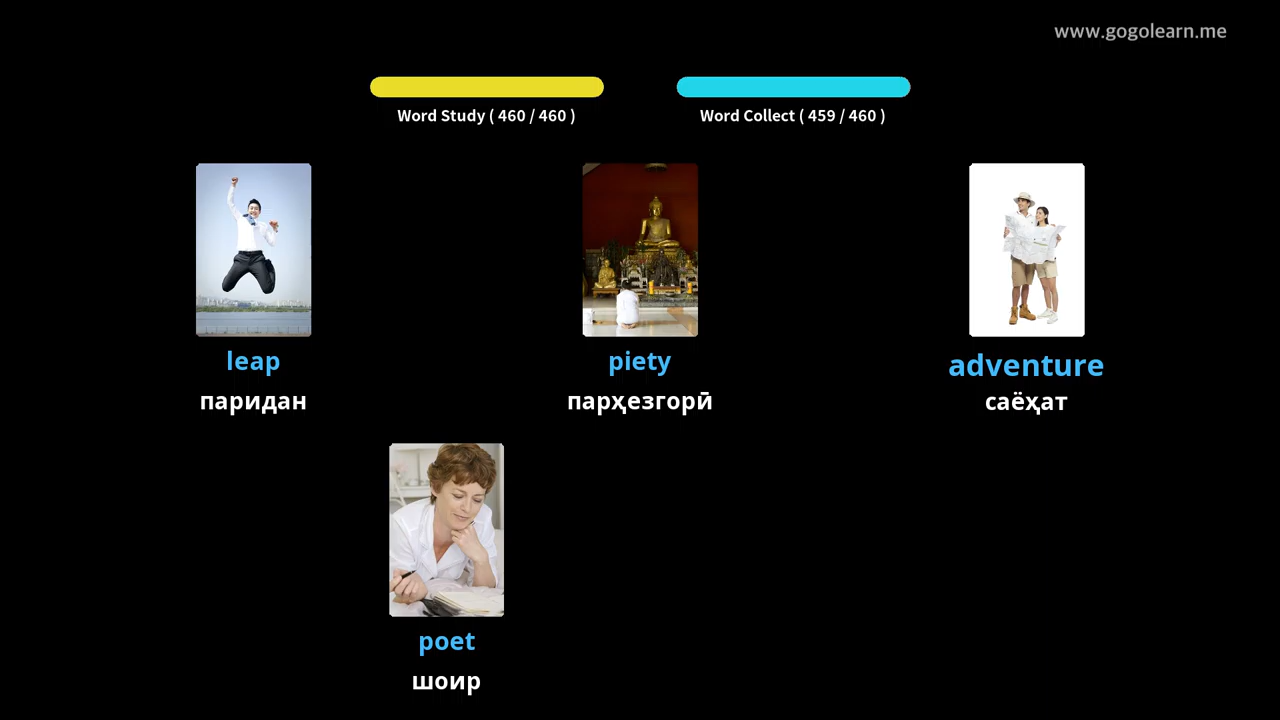 www.gogolearn.me
Word Study ( 460 / 460 )
Word Collect ( 459 / 460 )
leap
паридан
piety
парҳезгорӣ
adventure
саёҳат
poet
шоир